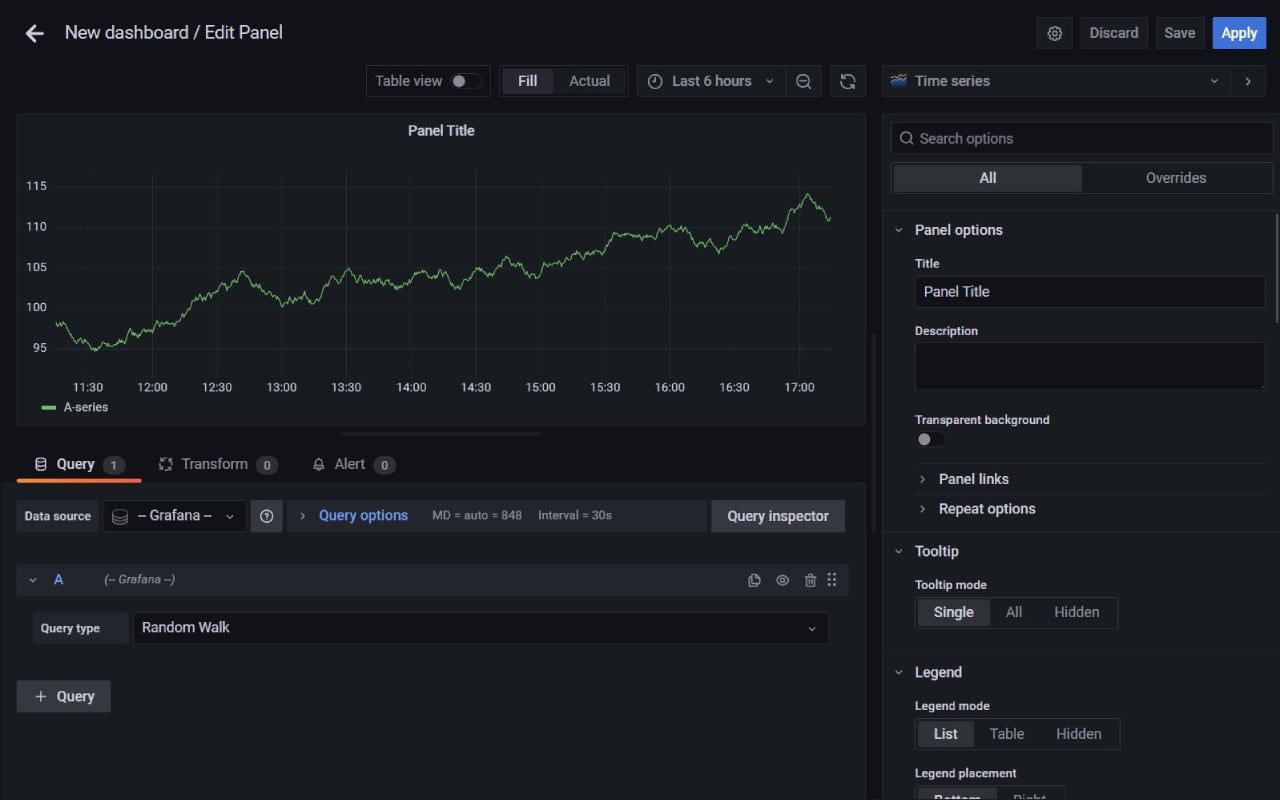 New dashboard / Edit Panel
Discard
Save
Apply
Table view
Fill
Actual
Last 6 hours
Time series
Panel Title
115
110
105
100
95
11:30 12:00 12:30 13:00 13:30 14:00 14:30 15:00 15:30 16:00 16:30 17:00
A-series
Query 1
Transform 0
Alert 0
Data source
-- Grafana --
Query options
MD = auto = 848
Interval = 30s
Query inspector
A
(-- Grafana --)
Query type
Random Walk
+ Query
Search options
All
Overrides
Panel options
Title
Panel Title
Description
Transparent background
Panel links
Repeat options
Tooltip
Tooltip mode
Single
All
Hidden
Legend
Legend mode
List
Table
Hidden
Legend placement
Bottom
Right